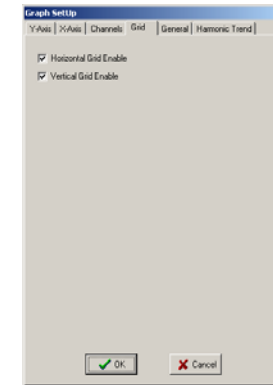 Graph SetUp
Y-Axis X-Axis Channels Grid General Harmonic Trend
Horizontal Grid Enable
Vertical Grid Enable
OK Cancel